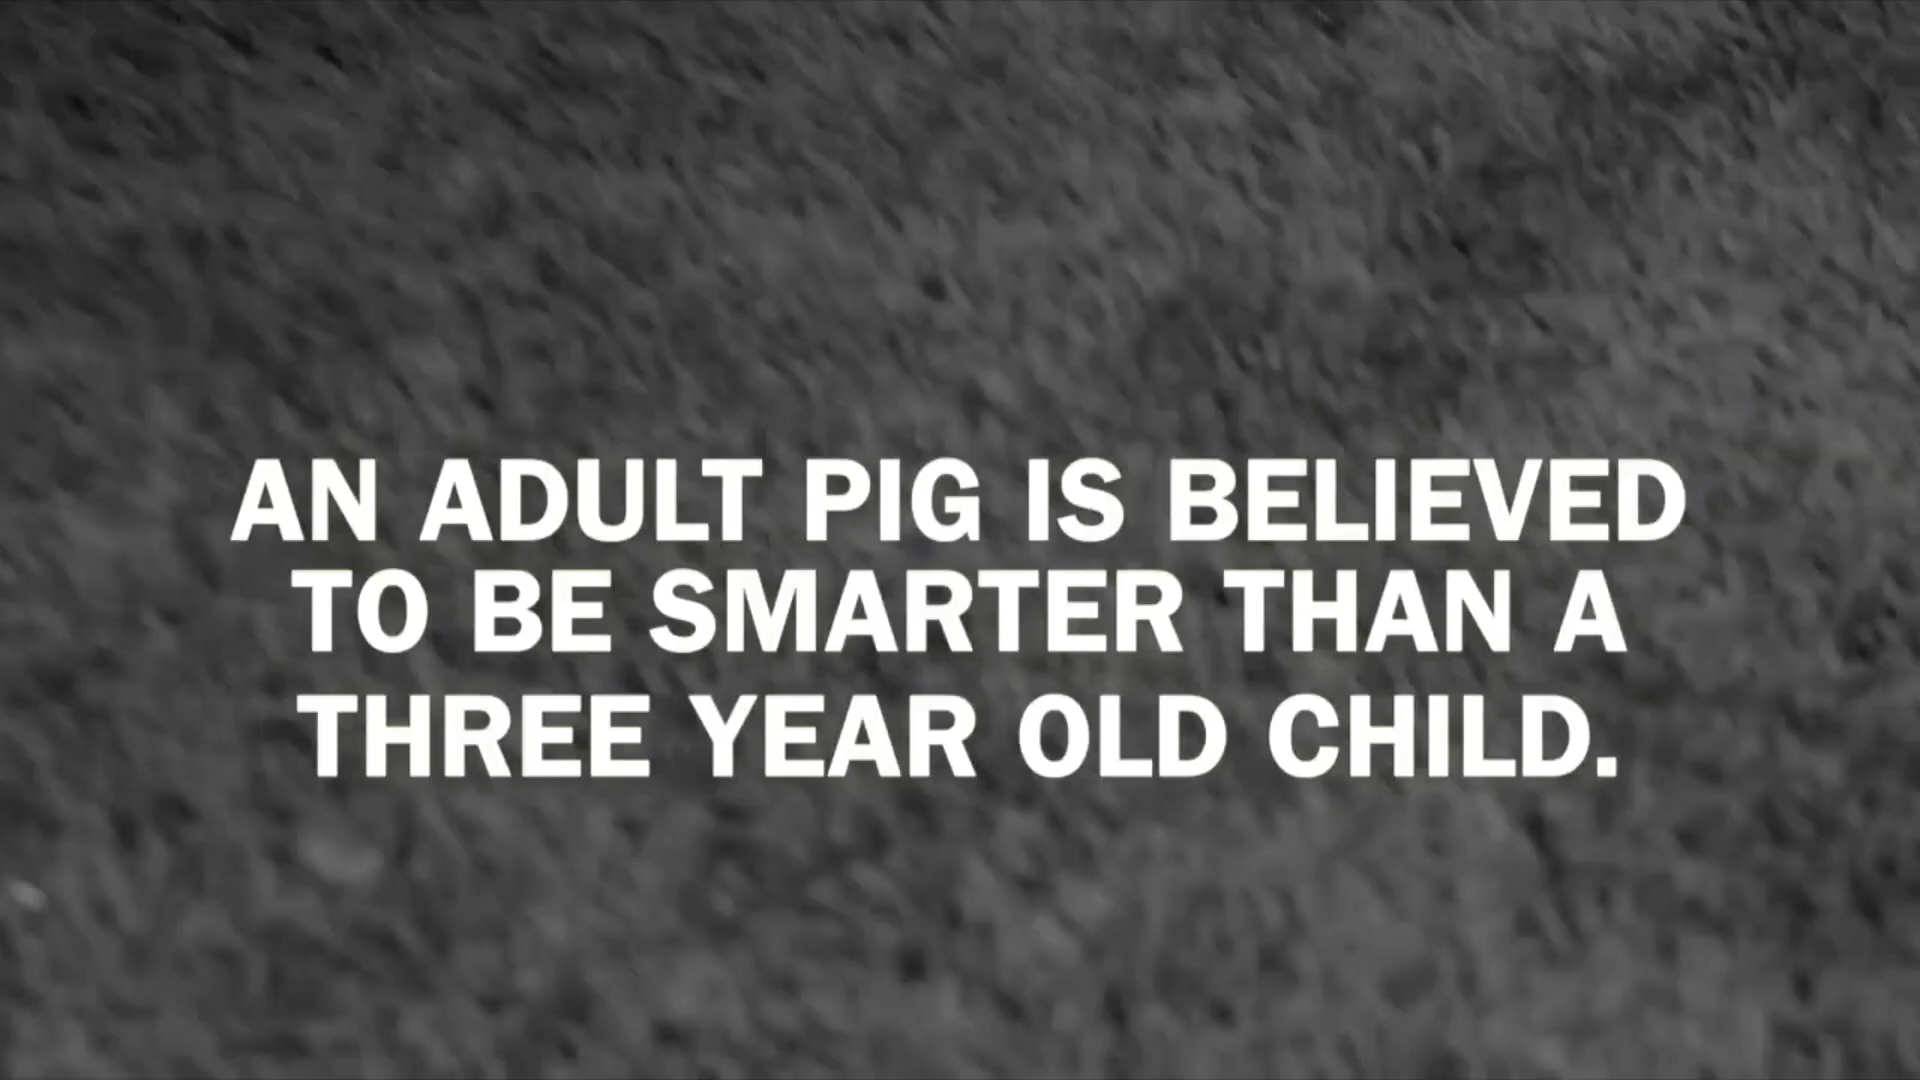 AN ADULT PIG IS BELIEVED
TO BE SMARTER THAN A
THREE YEAR OLD CHILD.